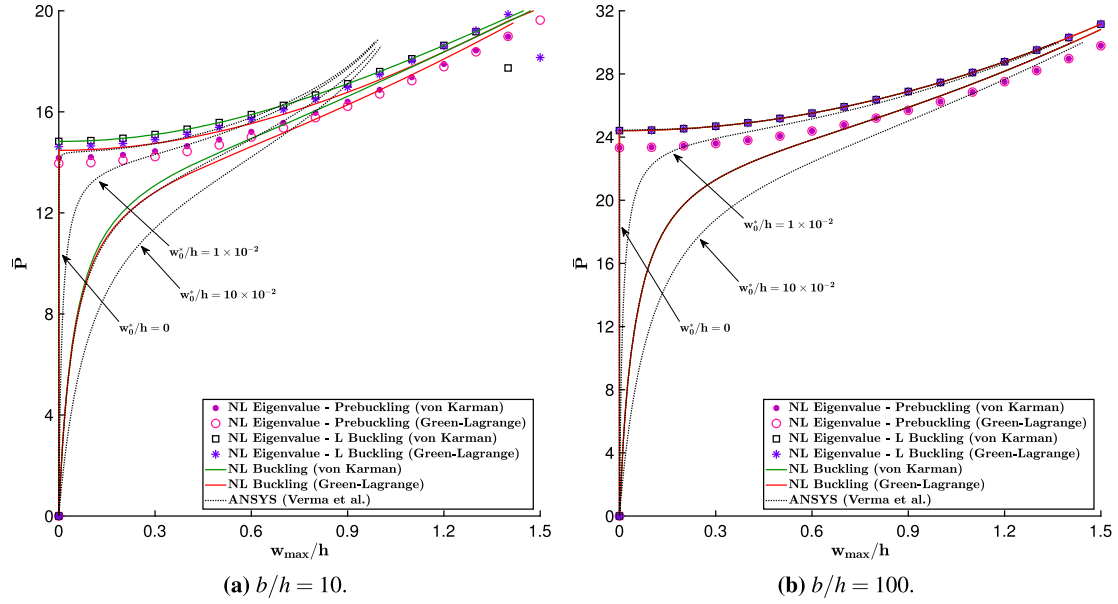 20
16
12
8
4
0
P̄
w₀*/h = 1 × 10⁻²
w₀*/h = 10 × 10⁻²
w₀*/h = 0
NL Eigenvalue - Prebuckling (von Karman)
NL Eigenvalue - Prebuckling (Green-Lagrange)
NL Eigenvalue - L Buckling (von Karman)
NL Eigenvalue - L Buckling (Green-Lagrange)
NL Buckling (von Karman)
NL Buckling (Green-Lagrange)
ANSYS (Verma et al.)
0 0.3 0.6 0.9 1.2 1.5
w_max/h
(a) b/h = 10.
32
28
24
20
16
12
8
4
0
P̄
w₀*/h = 1 × 10⁻²
w₀*/h = 10 × 10⁻²
w₀*/h = 0
NL Eigenvalue - Prebuckling (von Karman)
NL Eigenvalue - Prebuckling (Green-Lagrange)
NL Eigenvalue - L Buckling (von Karman)
NL Eigenvalue - L Buckling (Green-Lagrange)
NL Buckling (von Karman)
NL Buckling (Green-Lagrange)
ANSYS (Verma et al.)
0 0.3 0.6 0.9 1.2 1.5
w_max/h
(b) b/h = 100.